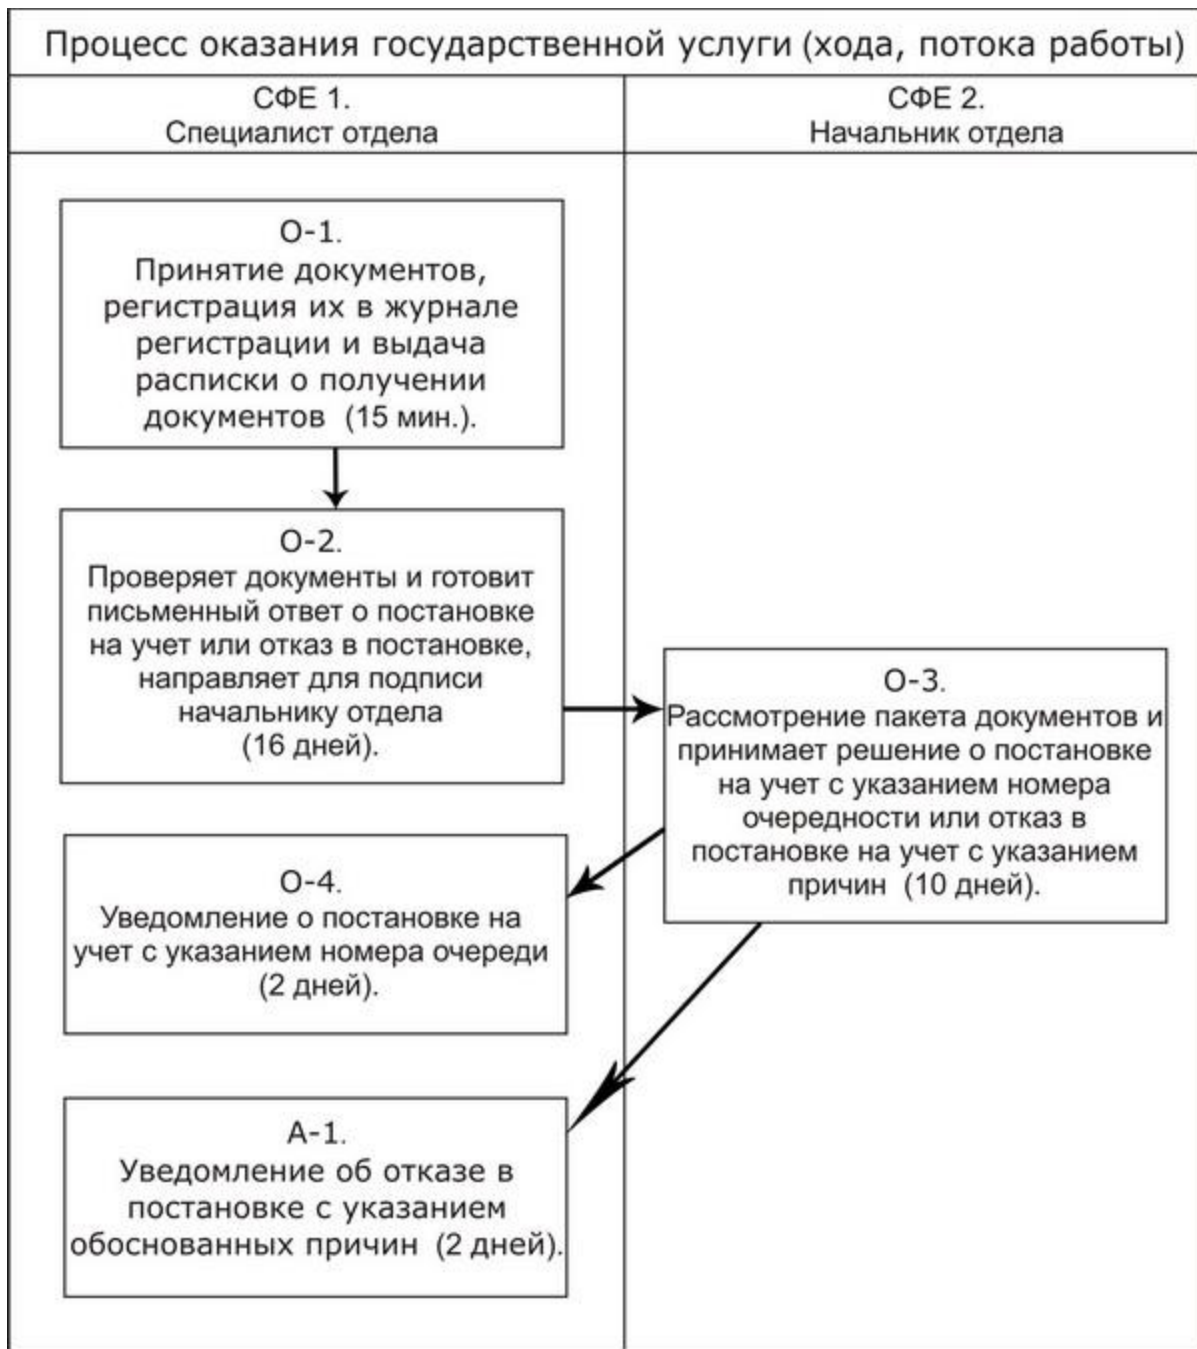 Процесс оказания государственной услуги (хода, потока работы)
СФЕ 1.
Специалист отдела
СФЕ 2.
Начальник отдела
О-1.
Принятие документов,
регистрация их в журнале
регистрации и выдача
расписки о получении
документов (15 мин.).
О-2.
Проверяет документы и готовит
письменный ответ о постановке
на учет или отказ в постановке,
направляет для подписи
начальнику отдела
(16 дней).
О-3.
Рассмотрение пакета документов и
принимает решение о постановке
на учет с указанием номера
очередности или отказ в
постановке на учет с указанием
причин (10 дней).
О-4.
Уведомление о постановке на
учет с указанием номера очереди
(2 дней).
А-1.
Уведомление об отказе в
постановке с указанием
обоснованных причин (2 дней).